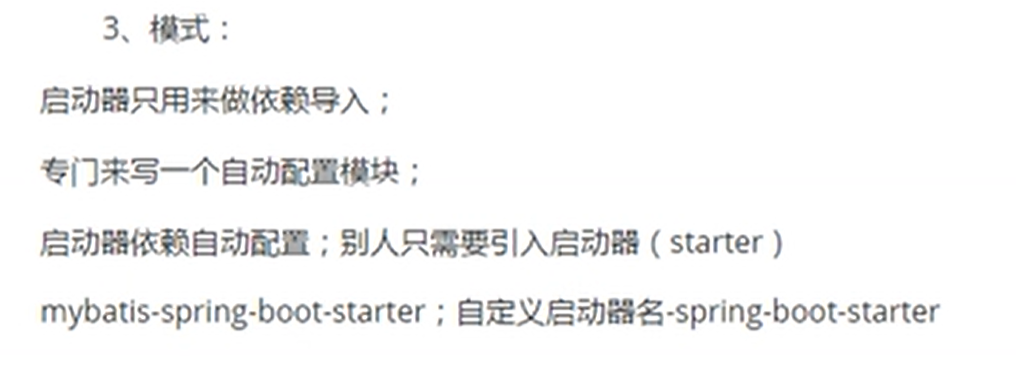 3、模式：
启动器只用来做依赖导入；
专门来写一个自动配置模块；
启动器依赖自动配置；别人只需要引入启动器（starter）
mybatis-spring-boot-starter；自定义启动器名-spring-boot-starter